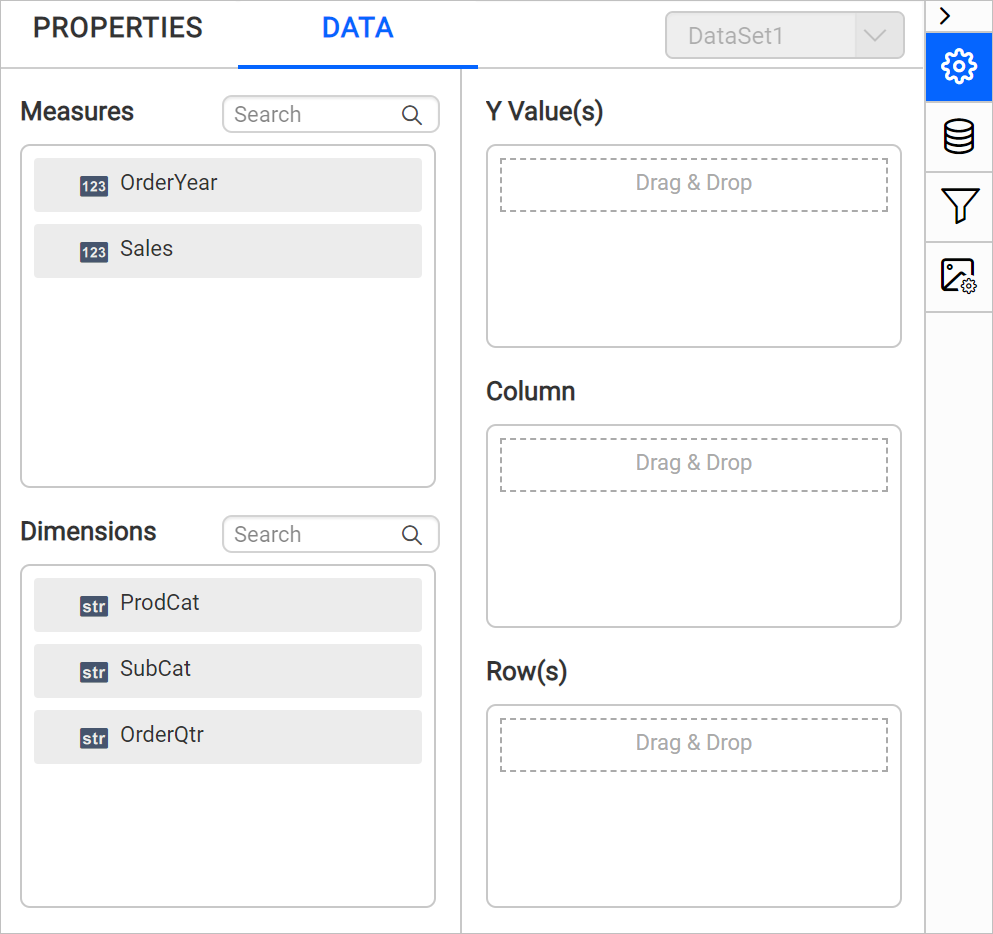 PROPERTIES
DATA
DataSet1
Measures
Search
123 OrderYear
123 Sales
Dimensions
Search
str ProdCat
str SubCat
str OrderQtr
Y Value(s)
Drag & Drop
Column
Drag & Drop
Row(s)
Drag & Drop